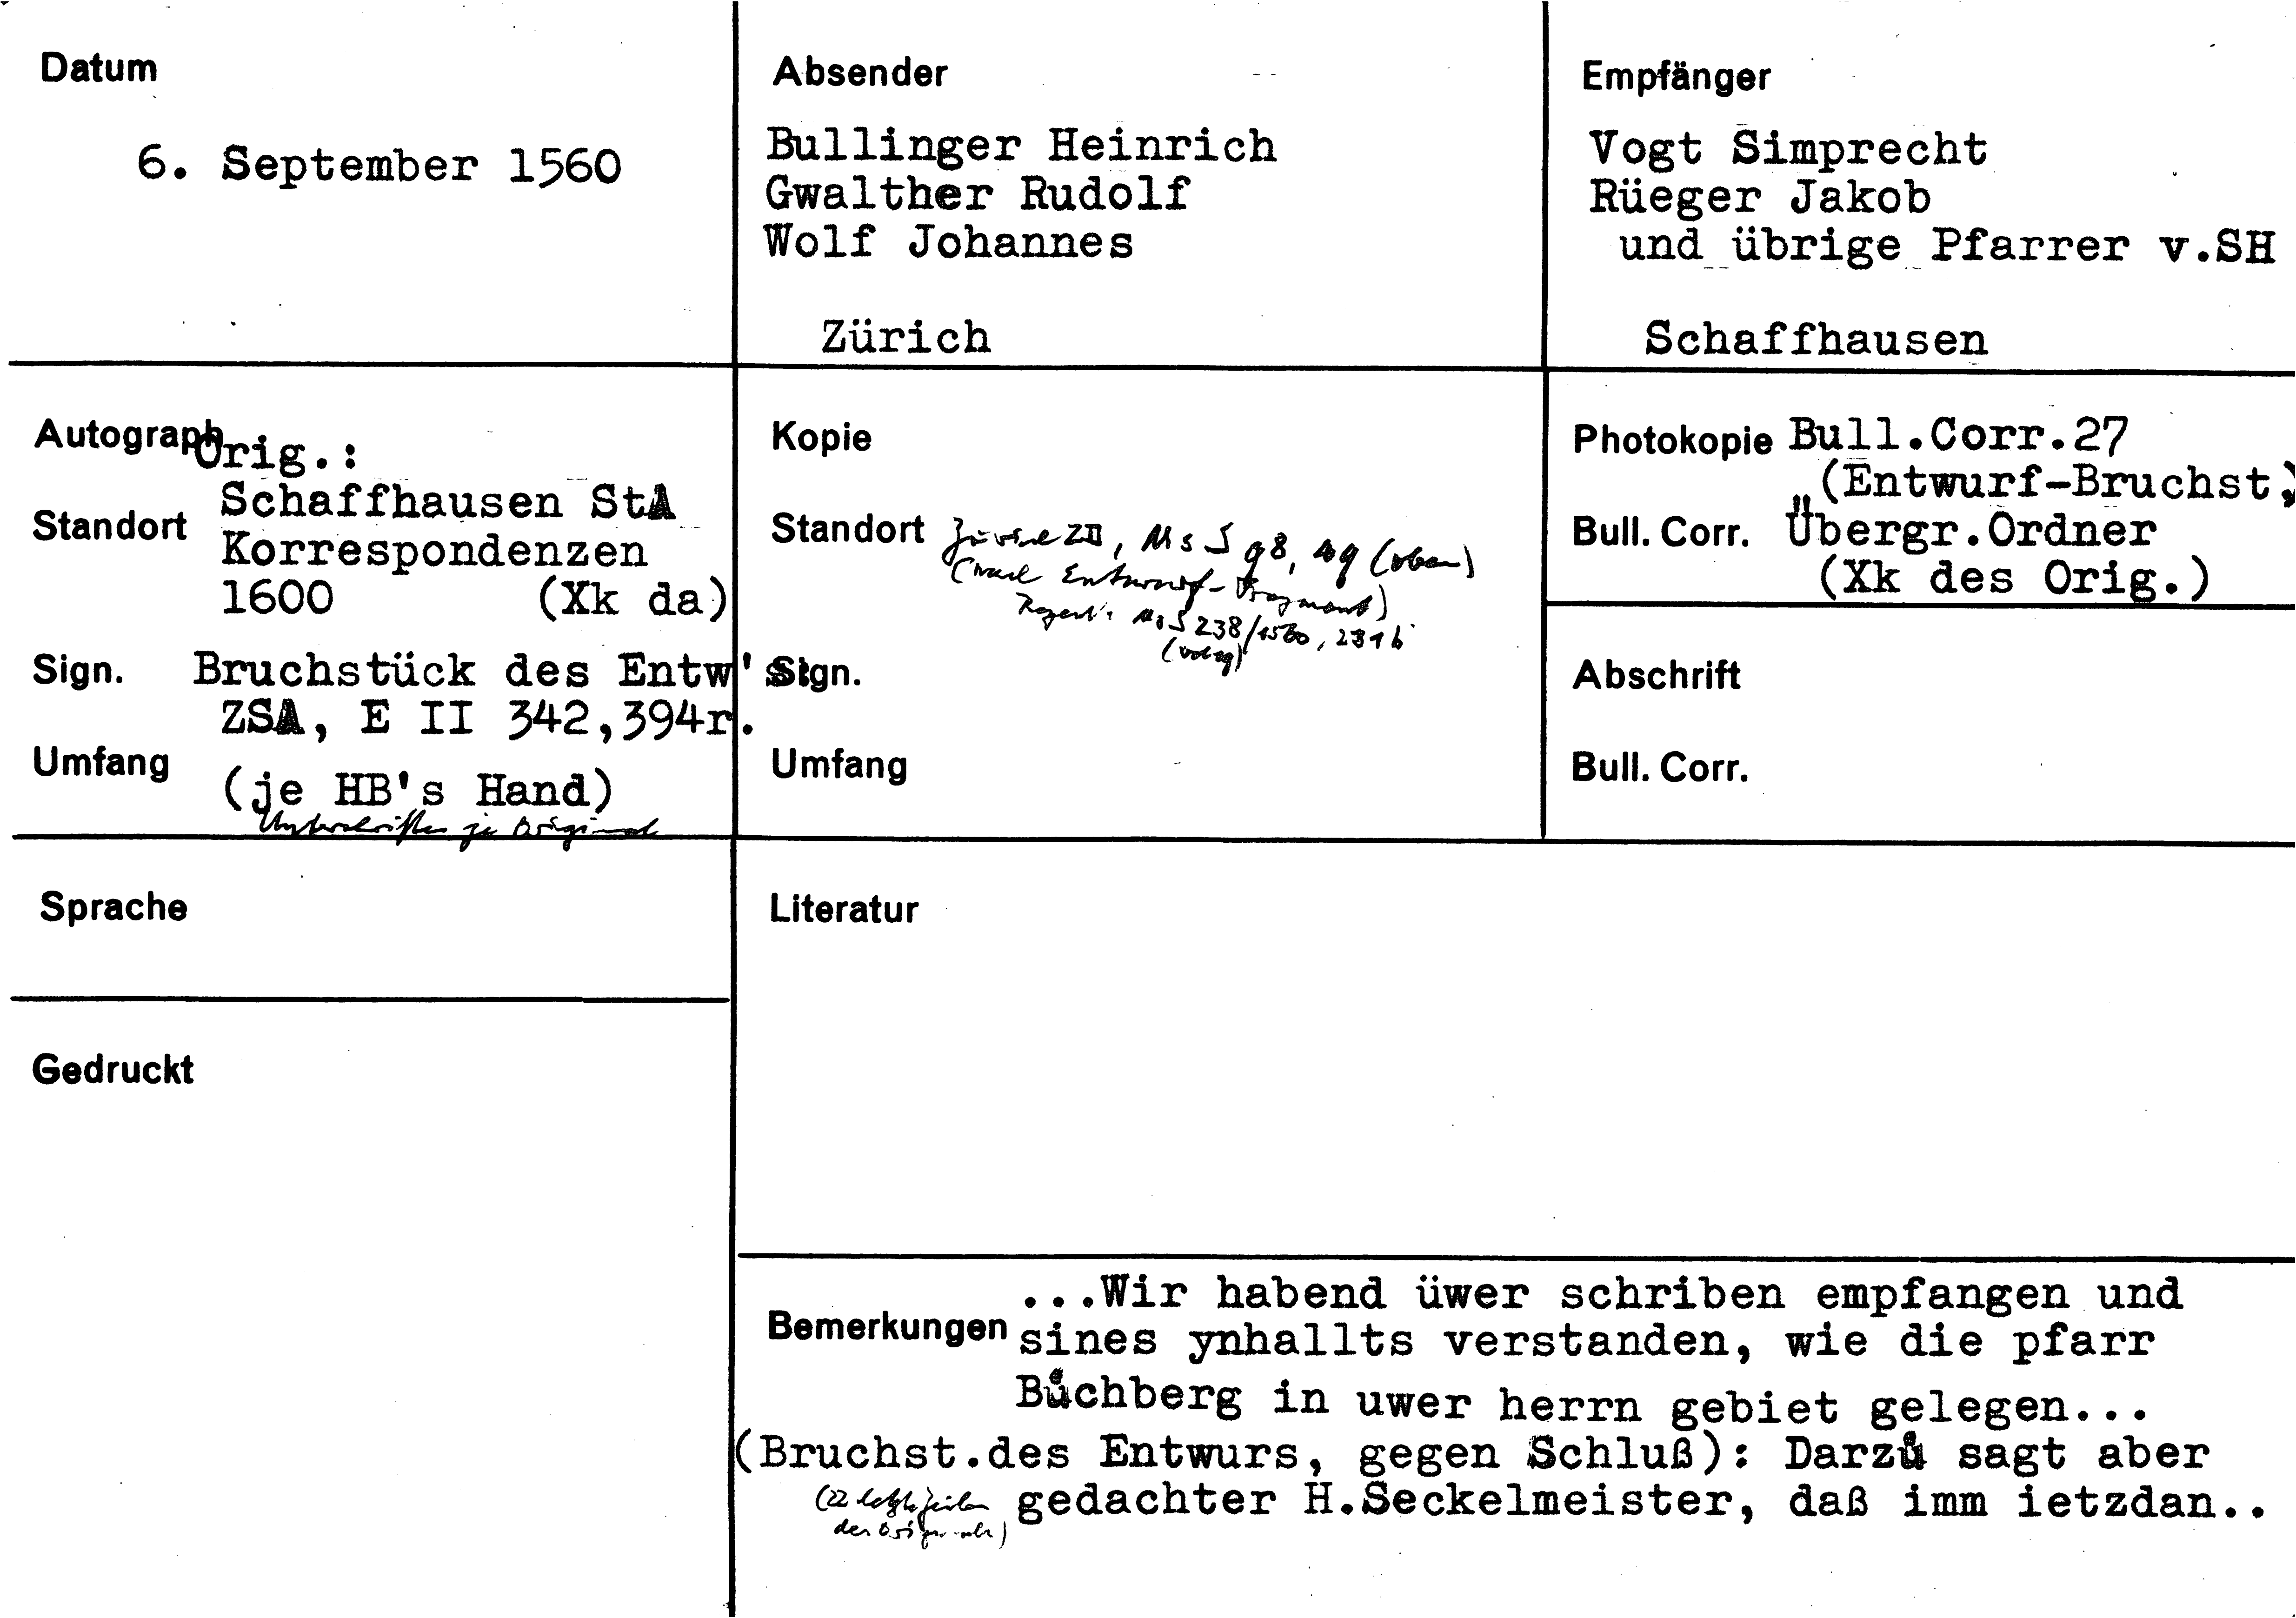 Datum
6. September 1560
Absender
Bullinger Heinrich
Gwalther Rudolf
Wolf Johannes
Zürich
Empfänger
Vogt Simprecht
Rüeger Jakob
und übrige Pfarrer v.SH
Schaffhausen
Autograph Orig.:
Schaffhausen StA
Standort
Korrespondenzen
1600 (Xk da)
Sign. Bruchstück des Entw's:
ZSA, E II 342,394r.
Umfang
(je HB's Hand)
Unterschriften je Original
Kopie
Standort Zürich ZB, Ms S 98, 49 (oben)
(nach Entwurf-Fragment)
Regest: Ms S 238/1560, 231b
Sign.
Umfang
Photokopie Bull.Corr.27
(Entwurf-Bruchst)
Bull. Corr. Übergr.Ordner
(Xk des Orig.)
Abschrift
Bull. Corr.
Sprache
Gedruckt
Literatur
Bemerkungen
...Wir habend üwer schriben empfangen und
sines ynhallts verstanden, wie die pfarr
Bůchberg in uwer herrn gebiet gelegen...
(Bruchst.des Entwurs, gegen Schluß): Darzů sagt aber
gedachter H.Seckelmeister, daß imm ietzdan..
(22 letzte Zeilen
des Originals)